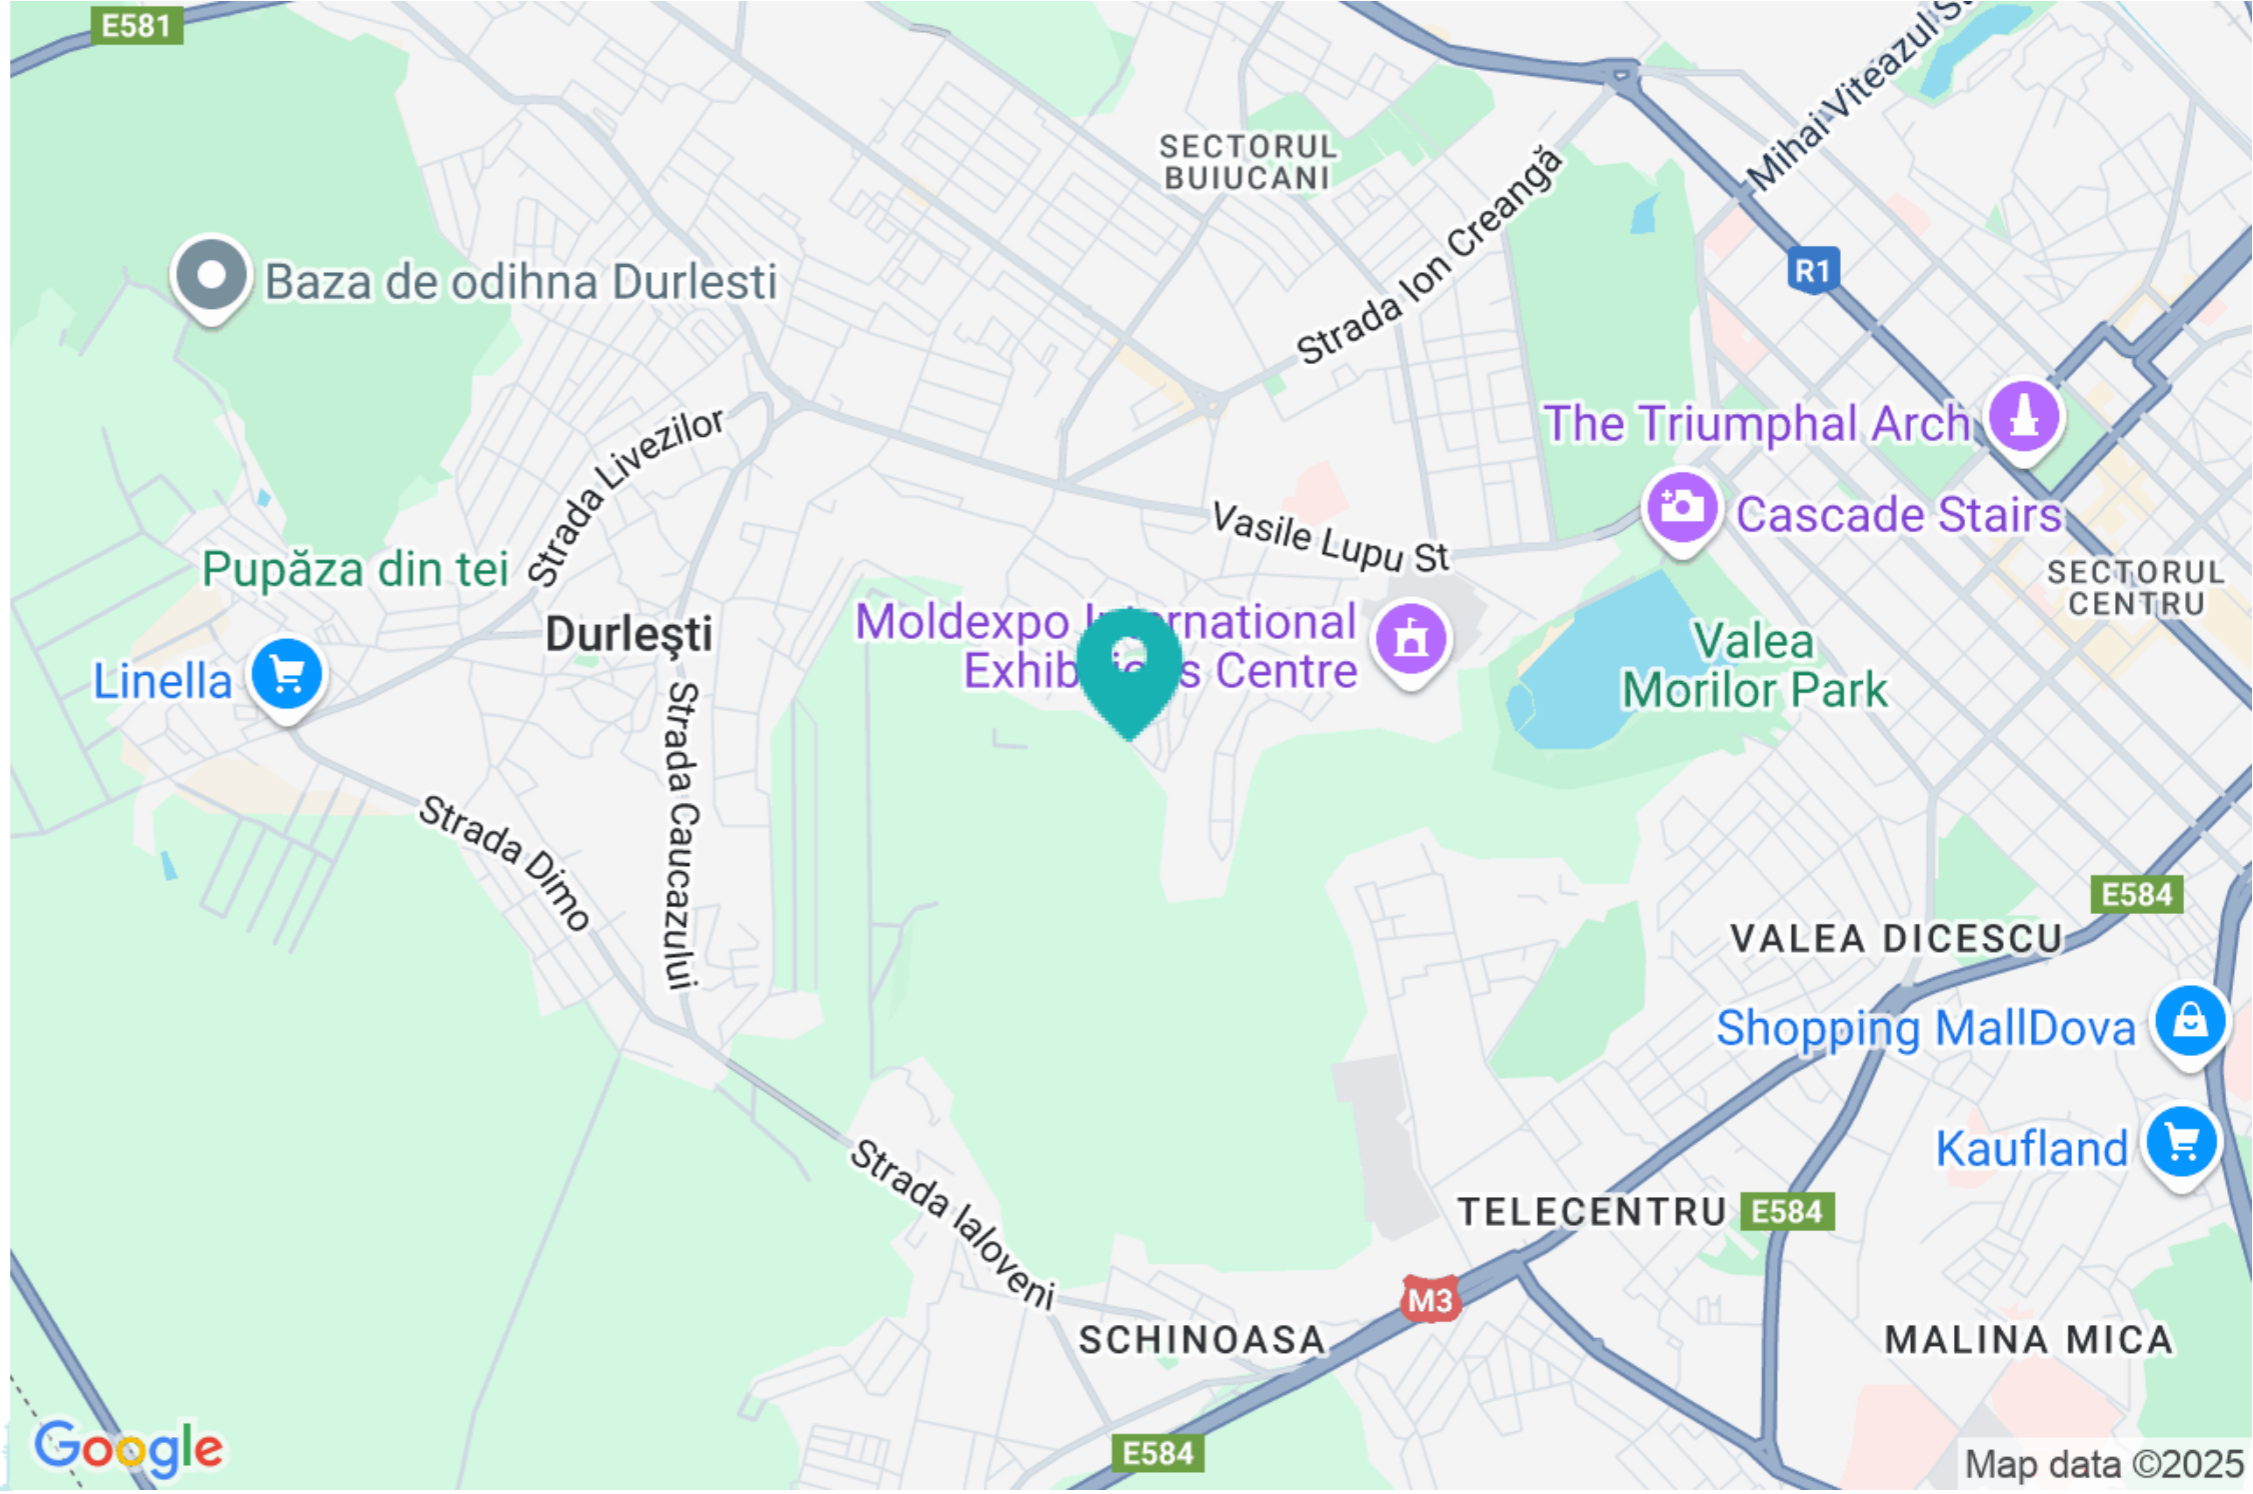 E581
Mihai Viteazul S
SECTORUL
BUIUCANI
Strada Ion Creangă
R1
Baza de odihna Durlesti
Strada Livezilor
The Triumphal Arch
Cascade Stairs
Vasile Lupu St
Pupăza din tei
SECTORUL
CENTRU
Durleşti
Moldexpo International
Exhibitions Centre
Valea
Morilor Park
Linella
Strada Caucazului
Strada Dimo
E584
VALEA DICESCU
Shopping MallDova
Kaufland
Strada Ialoveni
TELECENTRU
E584
M3
SCHINOASA
MALINA MICA
Google
E584
Map data ©2025